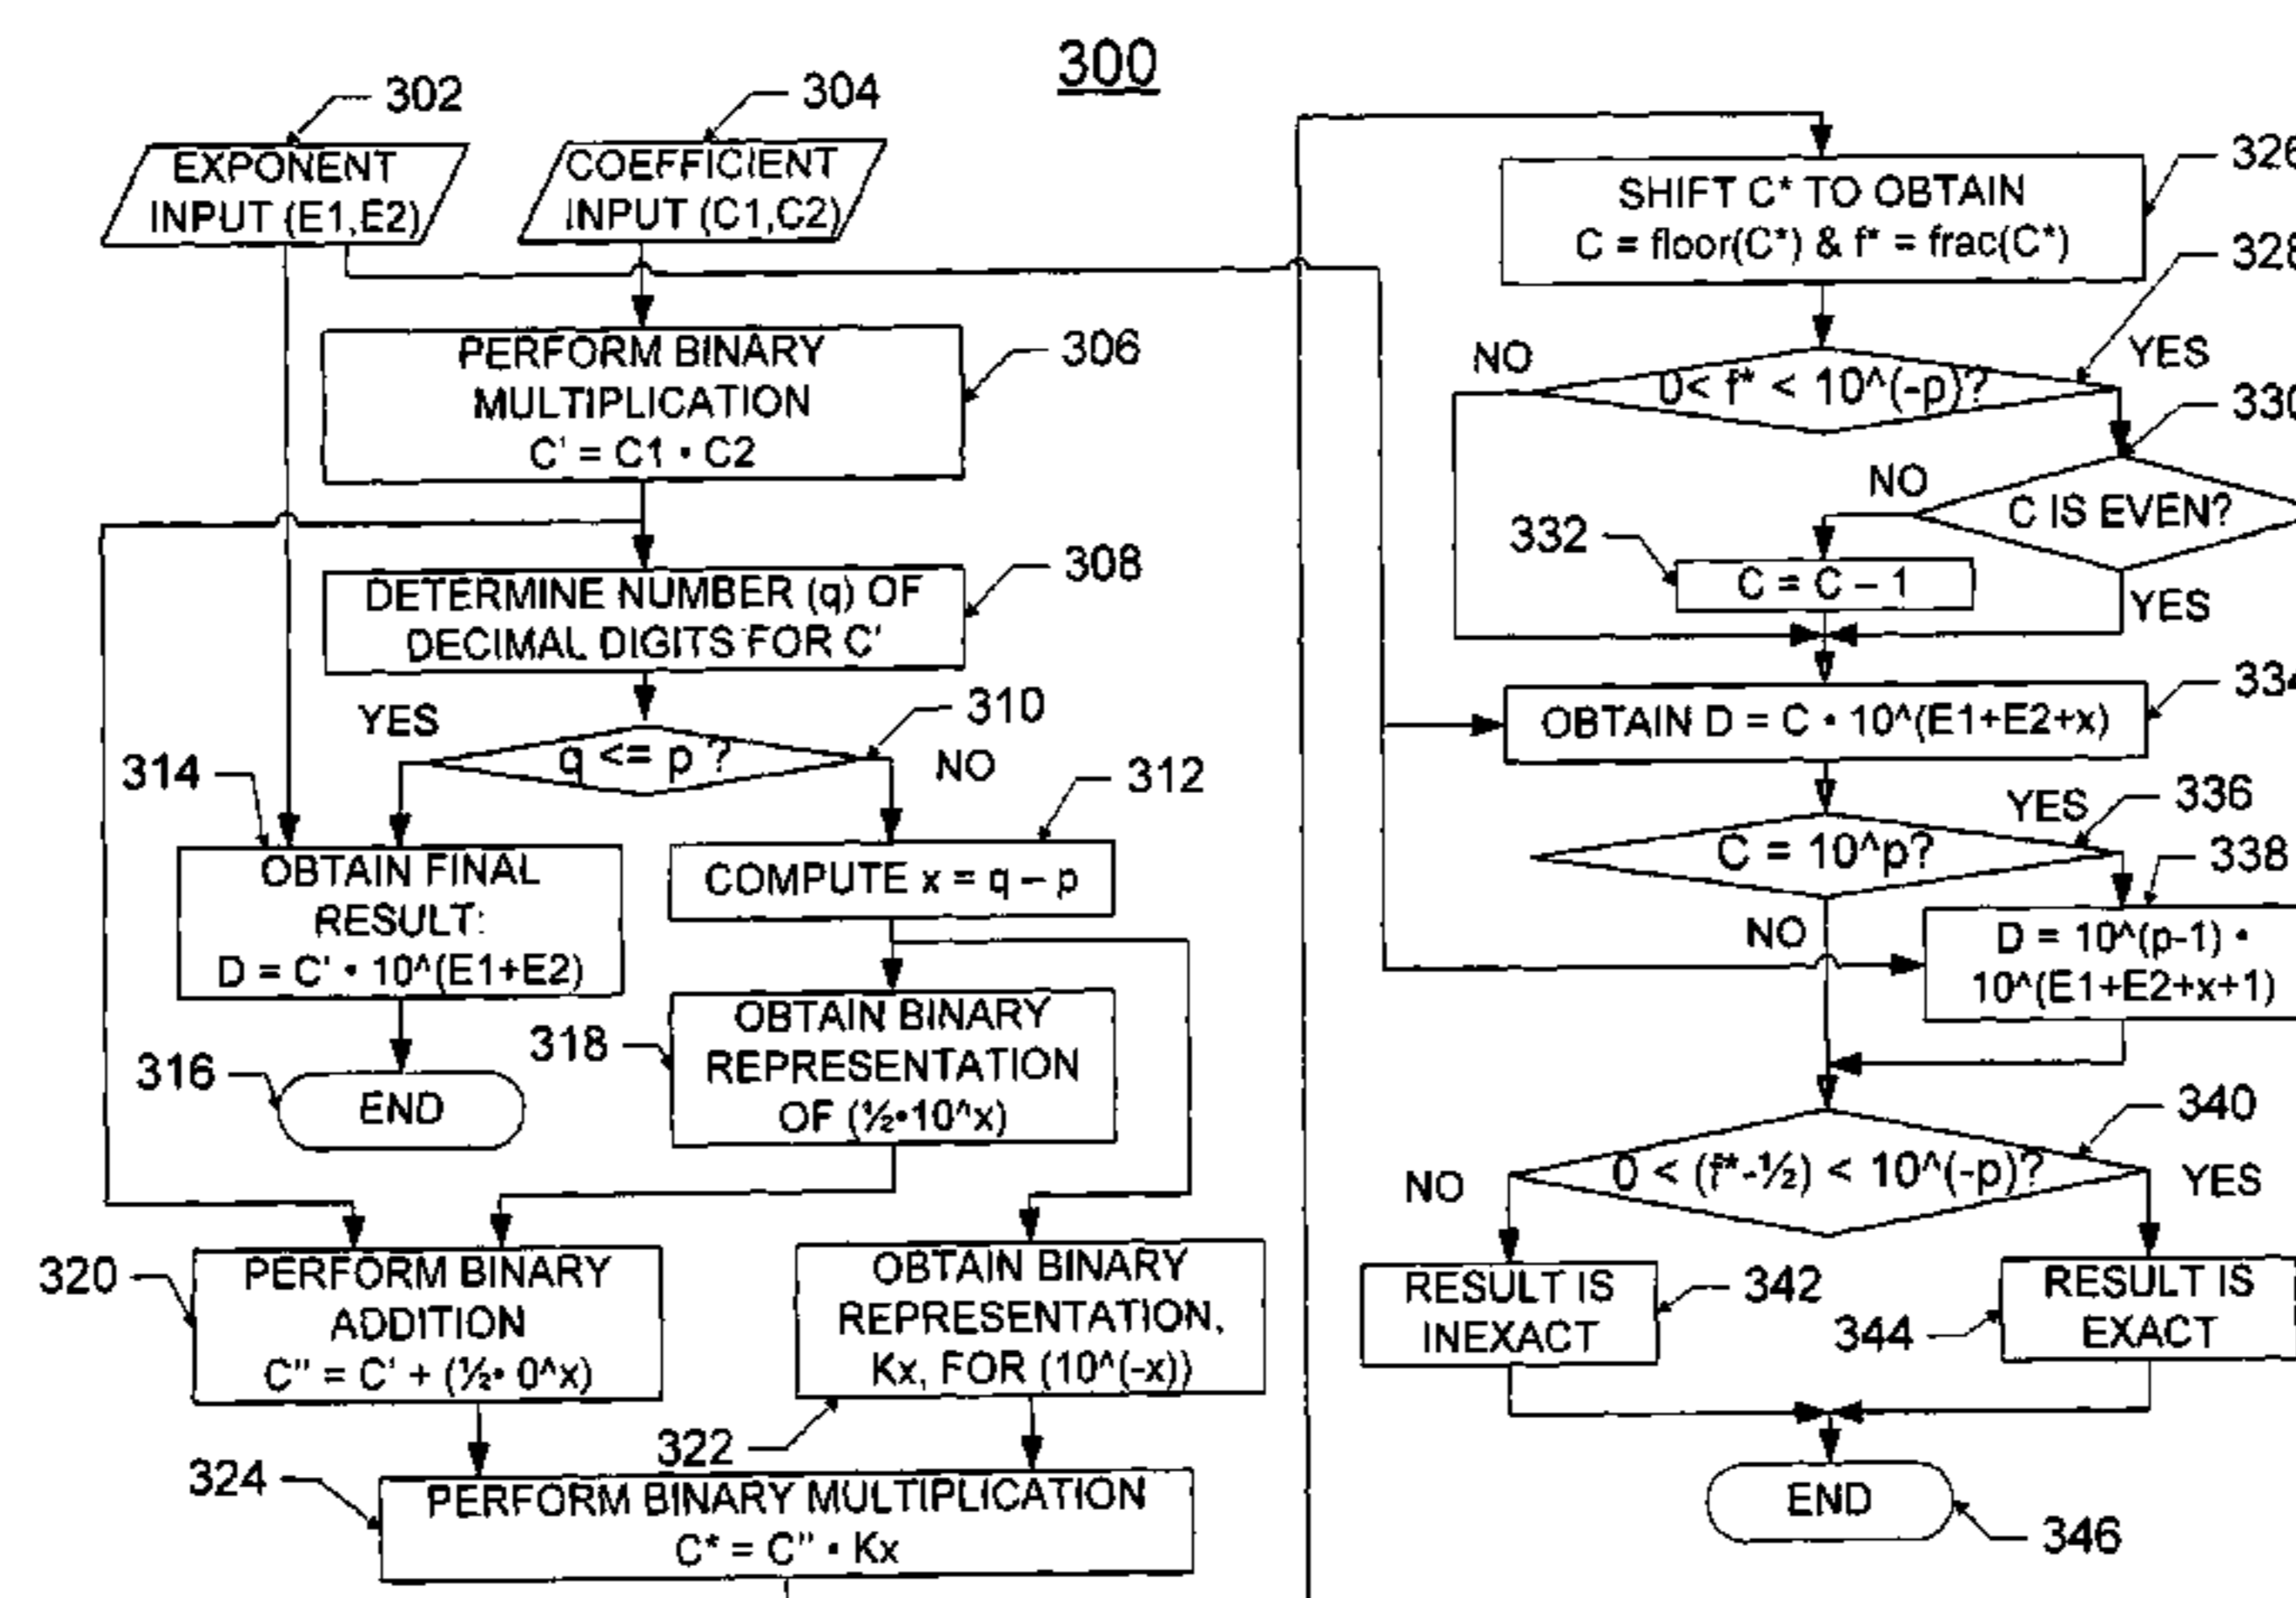 300
302
304
EXPONENT
INPUT (E1,E2)
COEFFICIENT
INPUT (C1,C2)
306
PERFORM BINARY
MULTIPLICATION
C' = C1 • C2
308
DETERMINE NUMBER (q) OF
DECIMAL DIGITS FOR C'
310
YES
q <= p ?
NO
314
312
OBTAIN FINAL
RESULT:
D = C' • 10^(E1+E2)
COMPUTE x = q – p
318
OBTAIN BINARY
REPRESENTATION
OF (½•10^x)
316
END
320
PERFORM BINARY
ADDITION
C'' = C' + (½• 0^x)
OBTAIN BINARY
REPRESENTATION,
Kx, FOR (10^(-x))
322
324
PERFORM BINARY MULTIPLICATION
C* = C'' • Kx
SHIFT C* TO OBTAIN
C = floor(C*) & f* = frac(C*)
NO
0< f* < 10^(-p)?
YES
NO
C IS EVEN?
332
C = C – 1
YES
OBTAIN D = C • 10^(E1+E2+x)
YES
336
C = 10^p?
338
NO
D = 10^(p-1) •
10^(E1+E2+x+1)
340
NO
0 < (f*-½) < 10^(-p)?
YES
RESULT IS
INEXACT
342
344
RESULT IS
EXACT
END
346